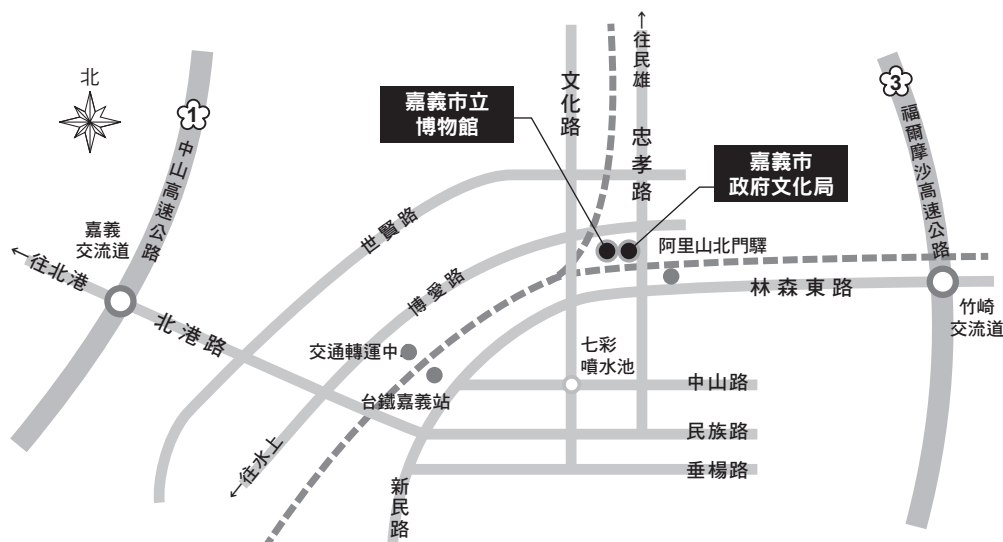 北
1
中山高速公路
嘉義
交流道
←往北港
北港路
世賢路
博愛路
←往水上
交通轉運中
台鐵嘉義站
新民路
嘉義市立
博物館
文化路
↑往民雄
忠孝路
嘉義市
政府文化局
阿里山北門驛
林森東路
七彩
噴水池
中山路
民族路
垂楊路
3
福爾摩沙高速公路
竹崎
交流道